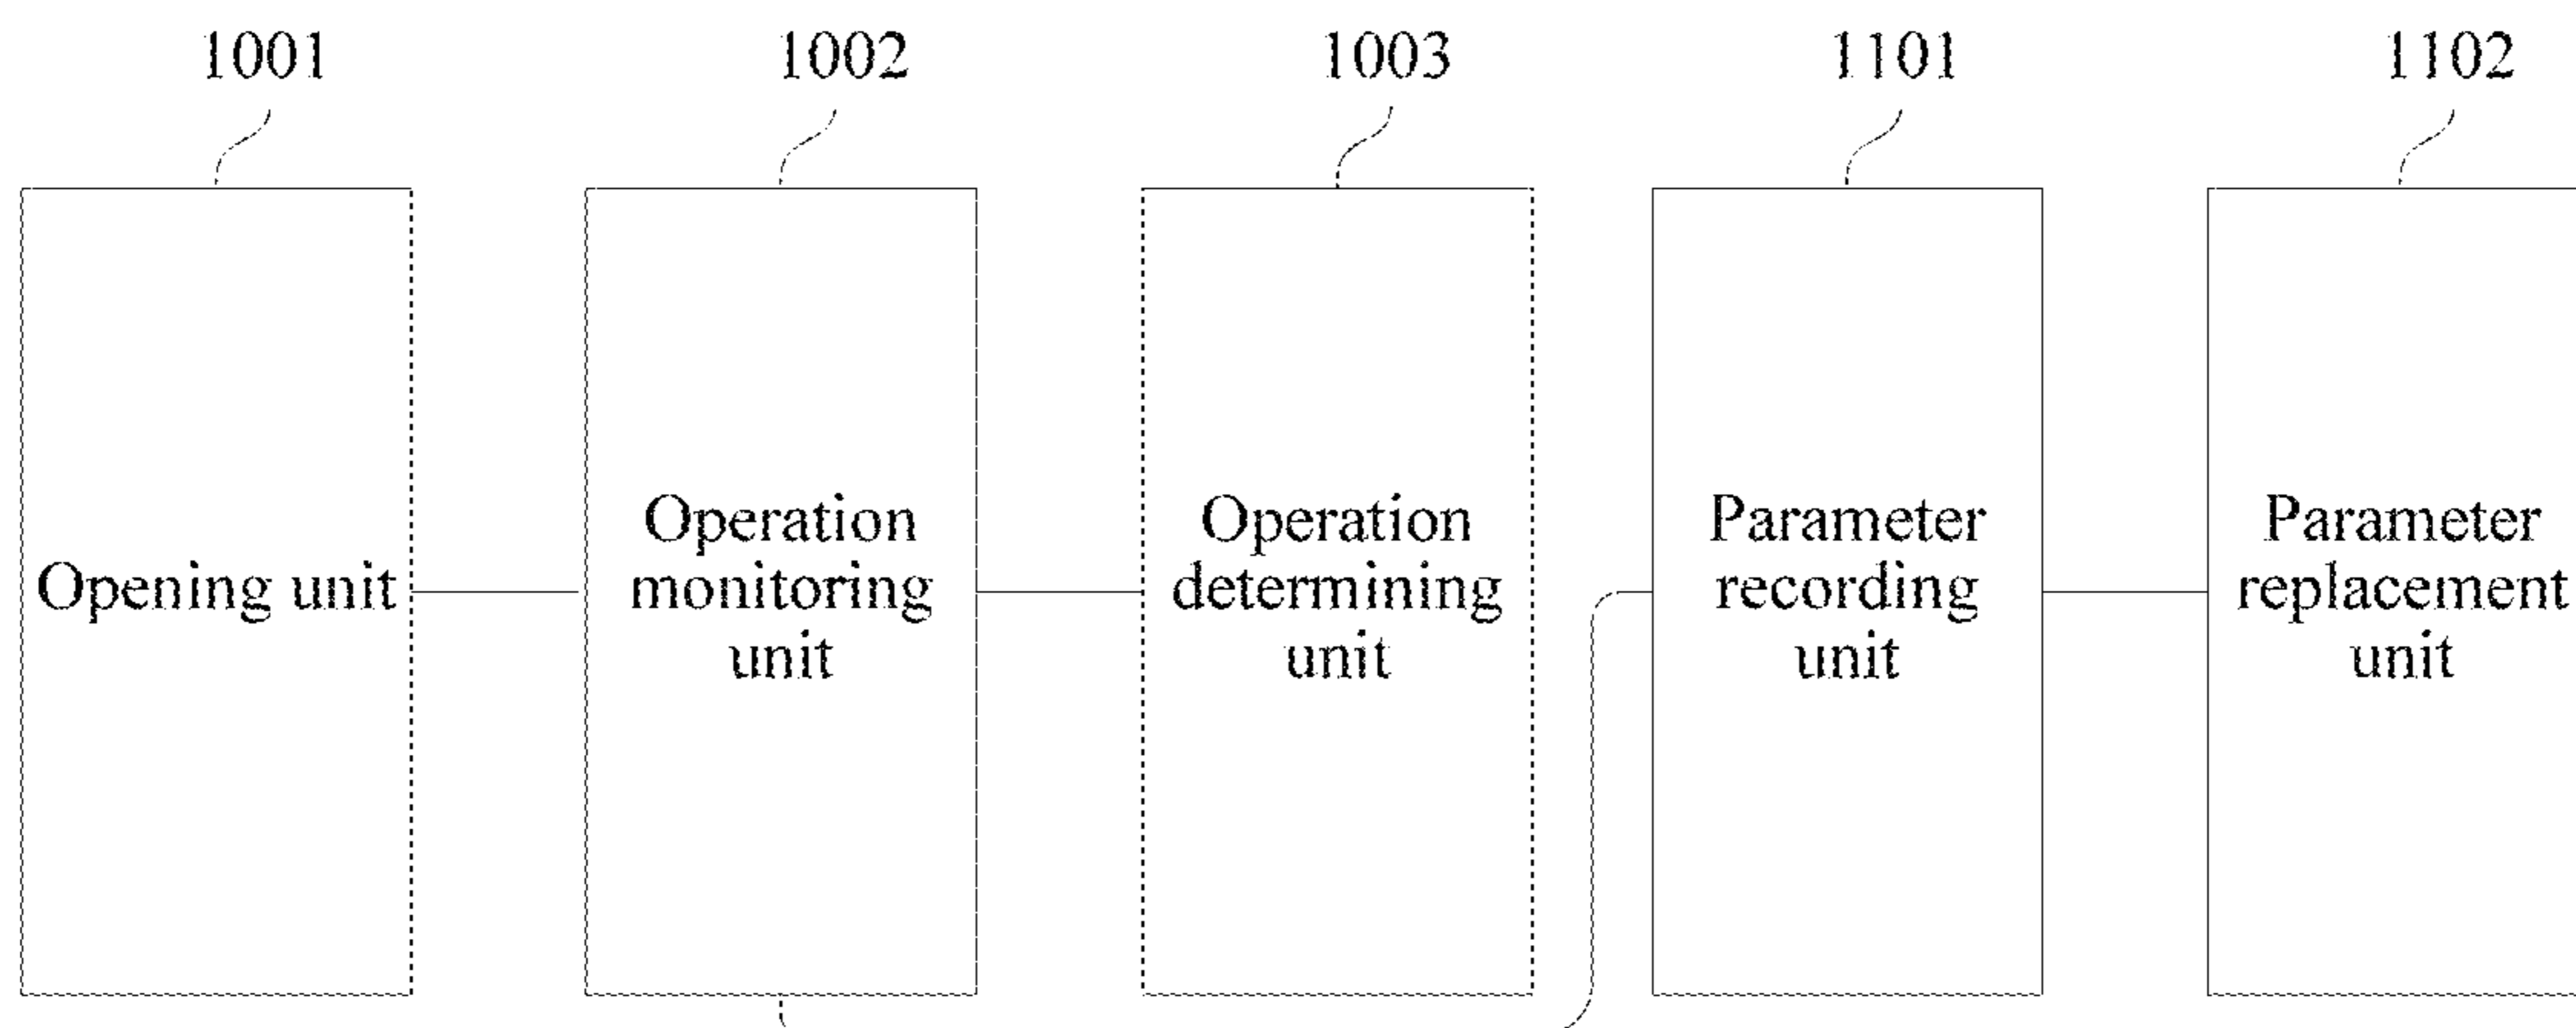 1001
1002
1003
1101
1102
Opening unit
Operation
monitoring
unit
Operation
determining
unit
Parameter
recording
unit
Parameter
replacement
unit